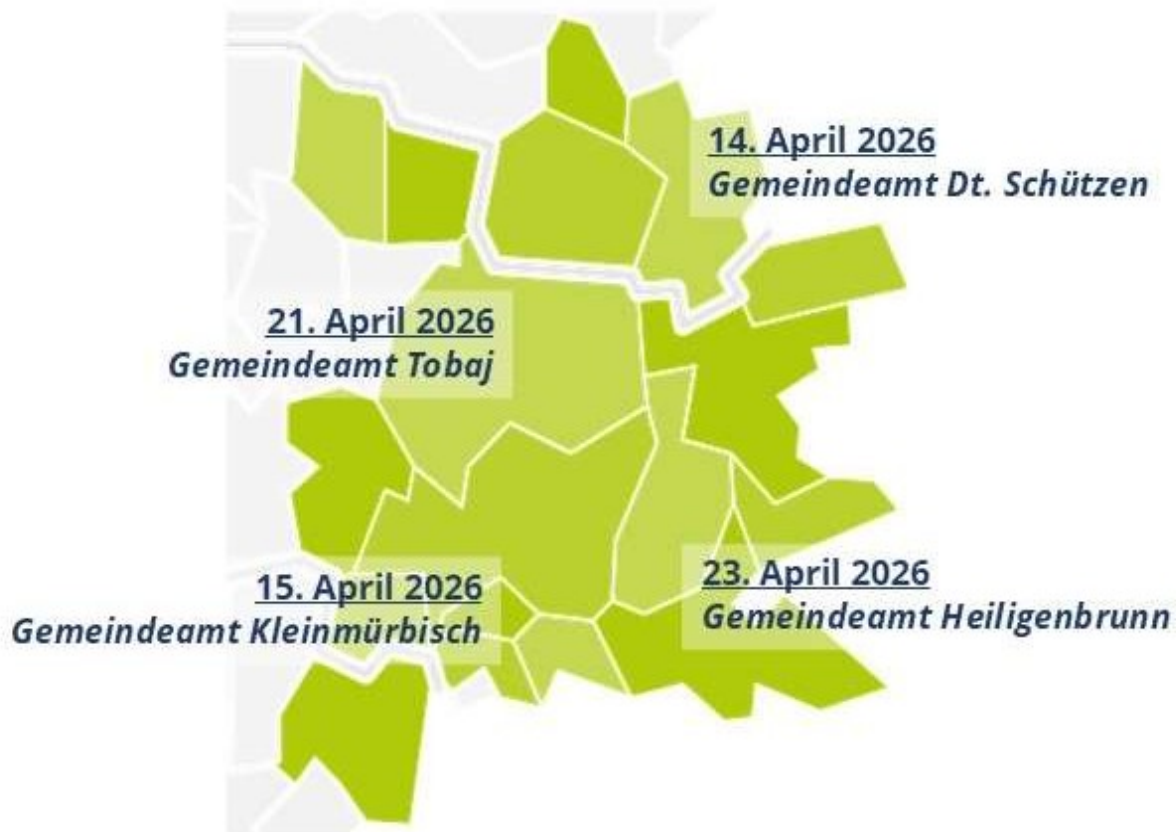 14. April 2026
Gemeindeamt Dt. Schützen
21. April 2026
Gemeindeamt Tobaj
15. April 2026
Gemeindeamt Kleinmürbisch
23. April 2026
Gemeindeamt Heiligenbrunn